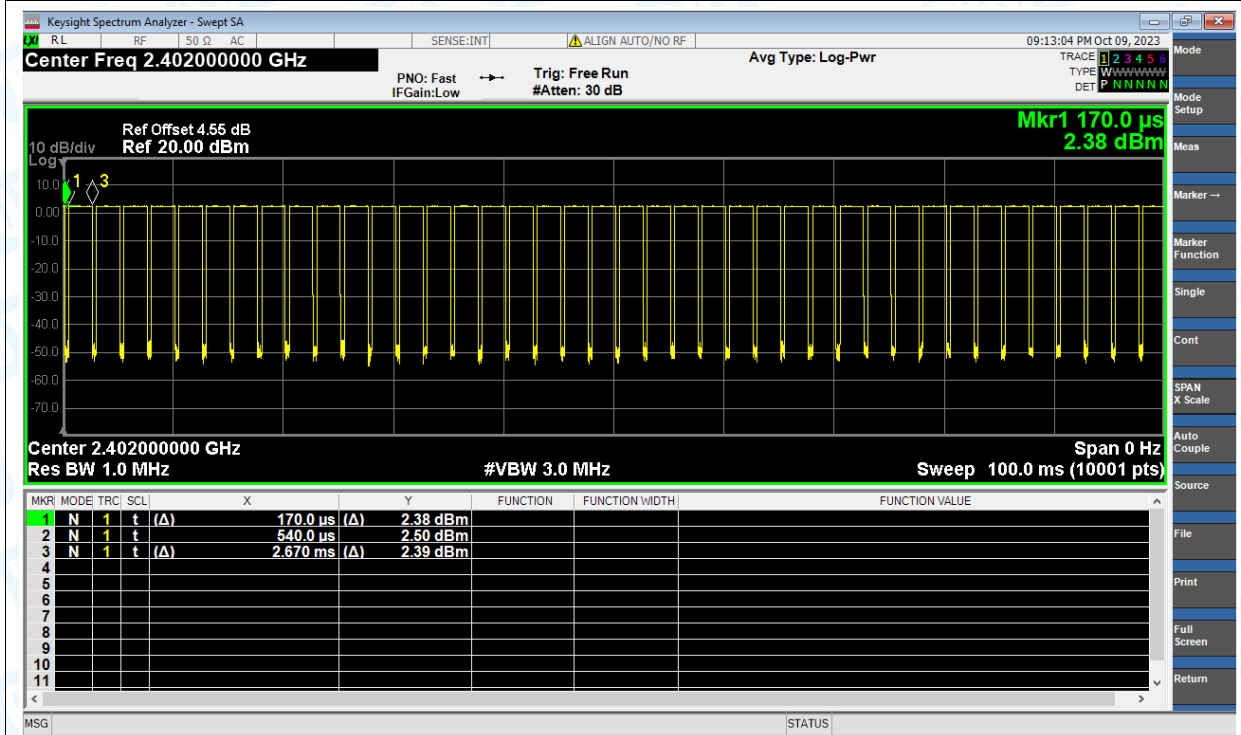 Keysight Spectrum Analyzer - Swept SA
LXI RL RF 50 Ω AC SENSE:INT ALIGN AUTO/NO RF 09:13:04 PM Oct 09, 2023
Center Freq 2.402000000 GHz
PNO: Fast
IFGain:Low
Trig: Free Run
#Atten: 30 dB
Avg Type: Log-Pwr
TRACE 1 2 3 4 5 6
TYPE WWWWWW
DET P N N N N N
Mkr1 170.0 µs
2.38 dBm
Ref Offset 4.55 dB
10 dB/div Ref 20.00 dBm
Log
1 3
10.0
0.00
-10.0
-20.0
-30.0
-40.0
-50.0
-60.0
-70.0
Center 2.402000000 GHz Span 0 Hz
Res BW 1.0 MHz #VBW 3.0 MHz Sweep 100.0 ms (10001 pts)
MKR MODE TRC SCL X Y FUNCTION FUNCTION WIDTH FUNCTION VALUE
1 N 1 t (Δ) 170.0 µs (Δ) 2.38 dBm
2 N 1 t 540.0 µs 2.50 dBm
3 N 1 t (Δ) 2.670 ms (Δ) 2.39 dBm
4
5
6
7
8
9
10
11
MSG STATUS
Mode
Mode
Setup
Meas
Marker →
Marker
Function
Single
Cont
SPAN
X Scale
Auto
Couple
Source
File
Print
Full
Screen
Return